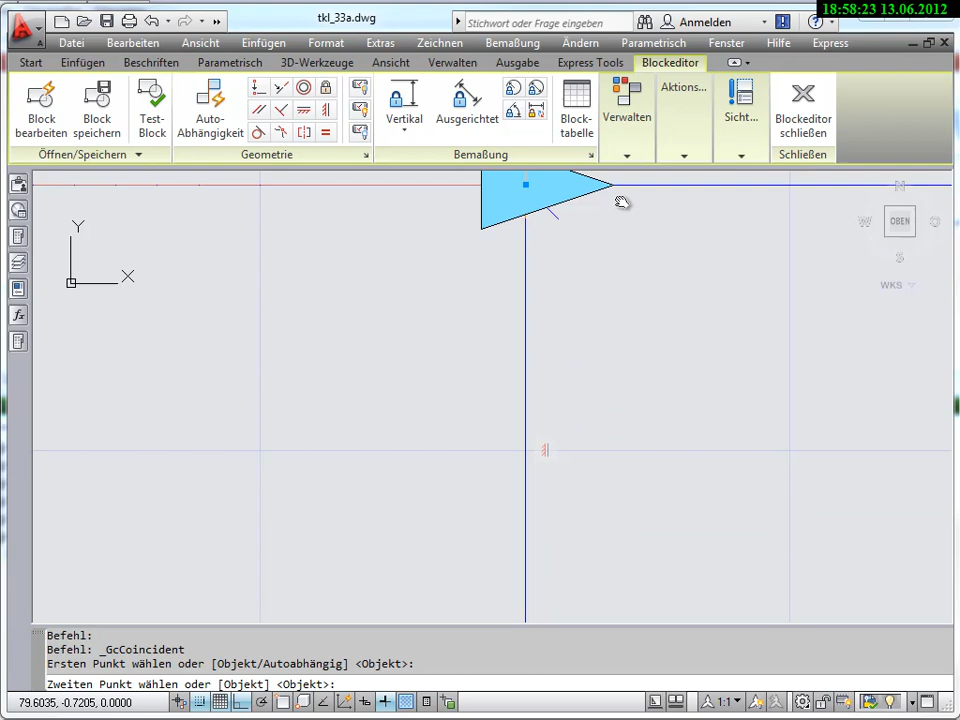 18:58:23 13.06.2012
tkl_33a.dwg
Stichwort oder Frage eingeben
Anmelden
Datei Bearbeiten Ansicht Einfügen Format Extras Zeichnen Bemaßung Ändern Parametrisch Fenster Hilfe Express
Start Einfügen Beschriften Parametrisch 3D-Werkzeuge Ansicht Verwalten Ausgabe Express Tools Blockeditor
Block bearbeiten
Block speichern
Test-Block
Auto-Abhängigkeit
Vertikal
Ausgerichtet
Block-tabelle
Verwalten
Aktions...
Sicht...
Blockeditor schließen
Öffnen/Speichern Geometrie Bemaßung Schließen
N
W OBEN O
S
WKS
Y
X
Befehl:
Befehl: _GcCoincident
Ersten Punkt wählen oder [Objekt/Autoabhängig] <Objekt>:
Zweiten Punkt wählen oder [Objekt] <Objekt>:
79.6035, -0.7205, 0.0000
1:1